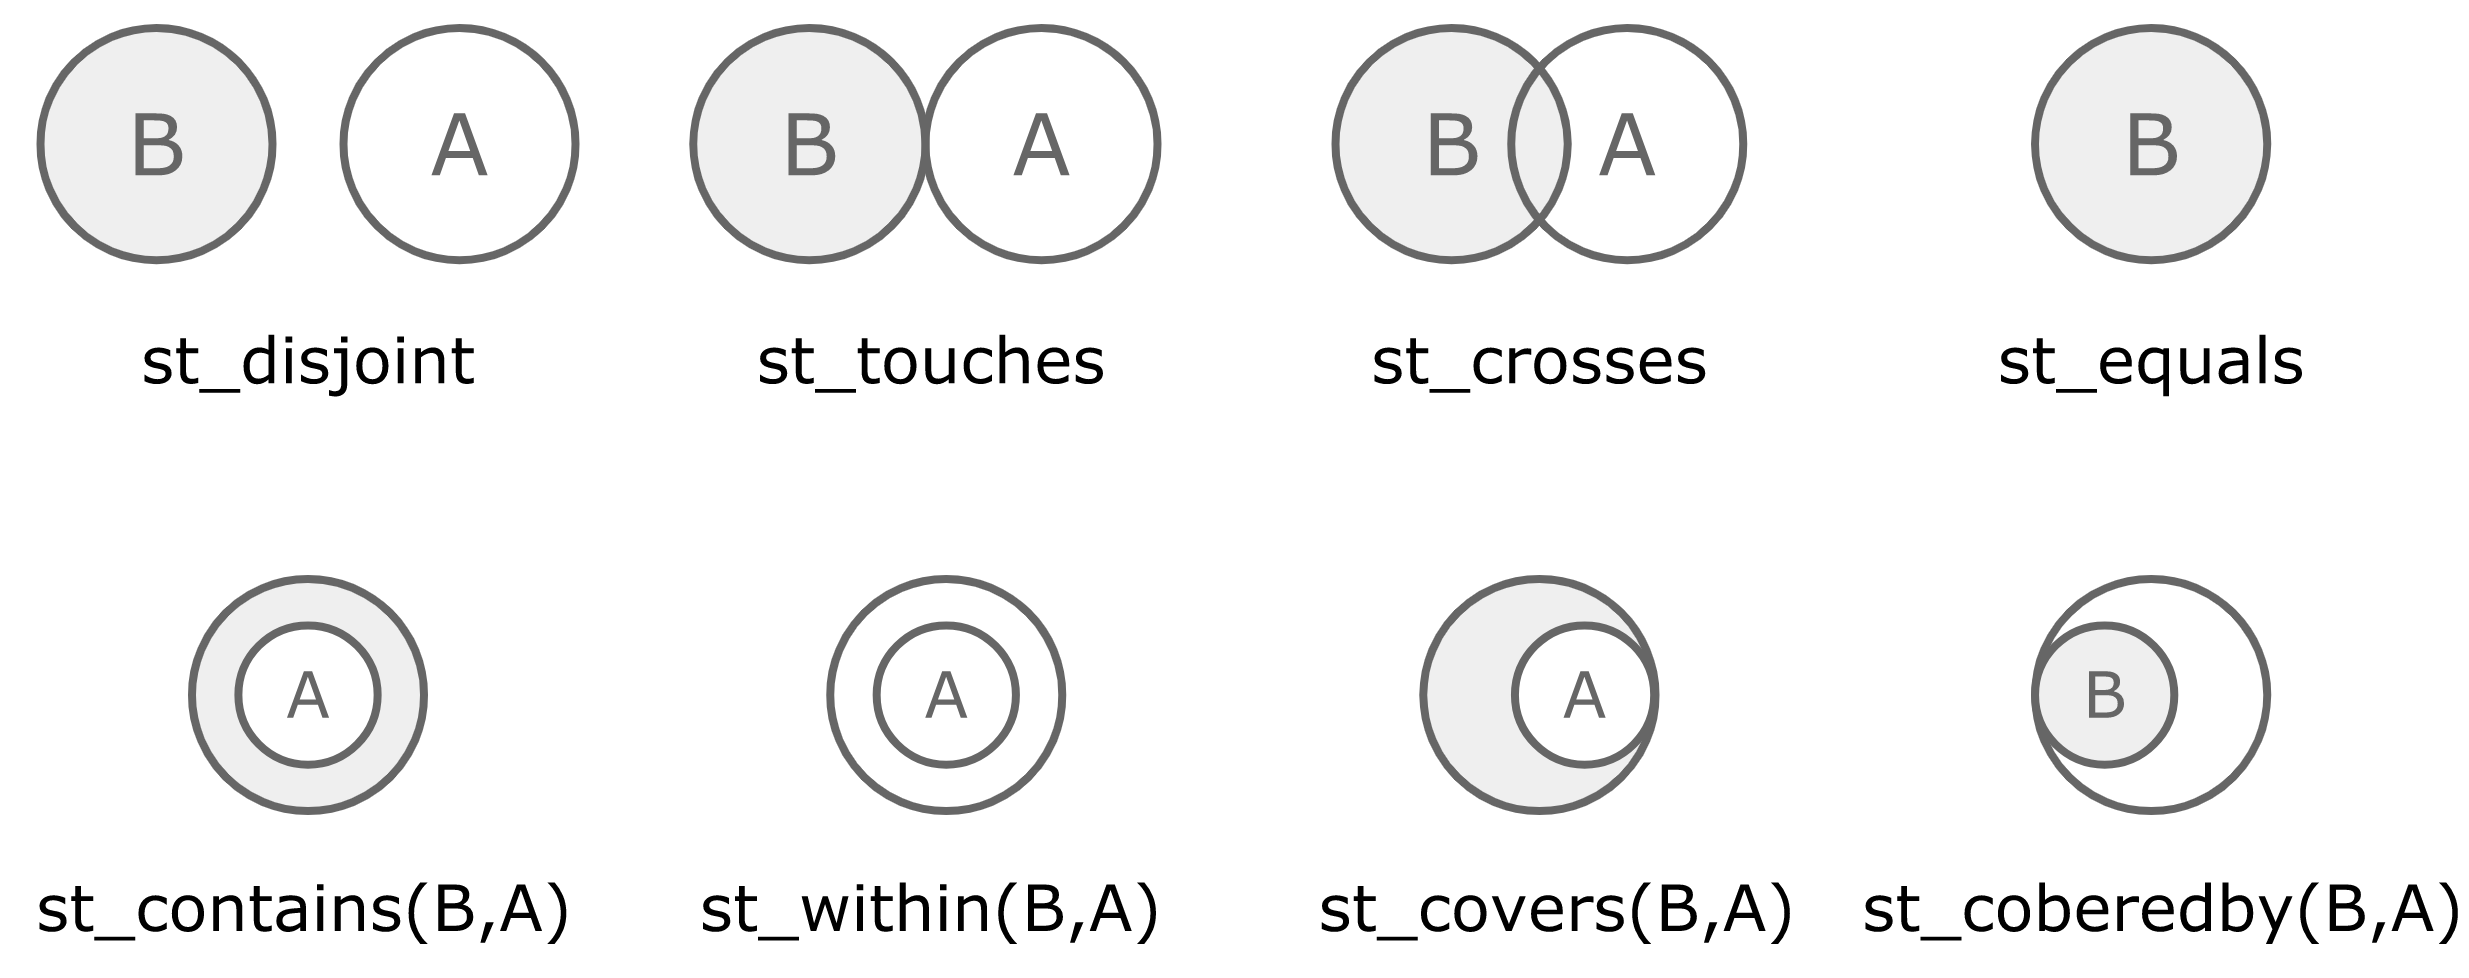 B A
B A
B A
B
st_disjoint
st_touches
st_crosses
st_equals
A
A
A
B
st_contains(B,A)
st_within(B,A)
st_covers(B,A)
st_coberedby(B,A)